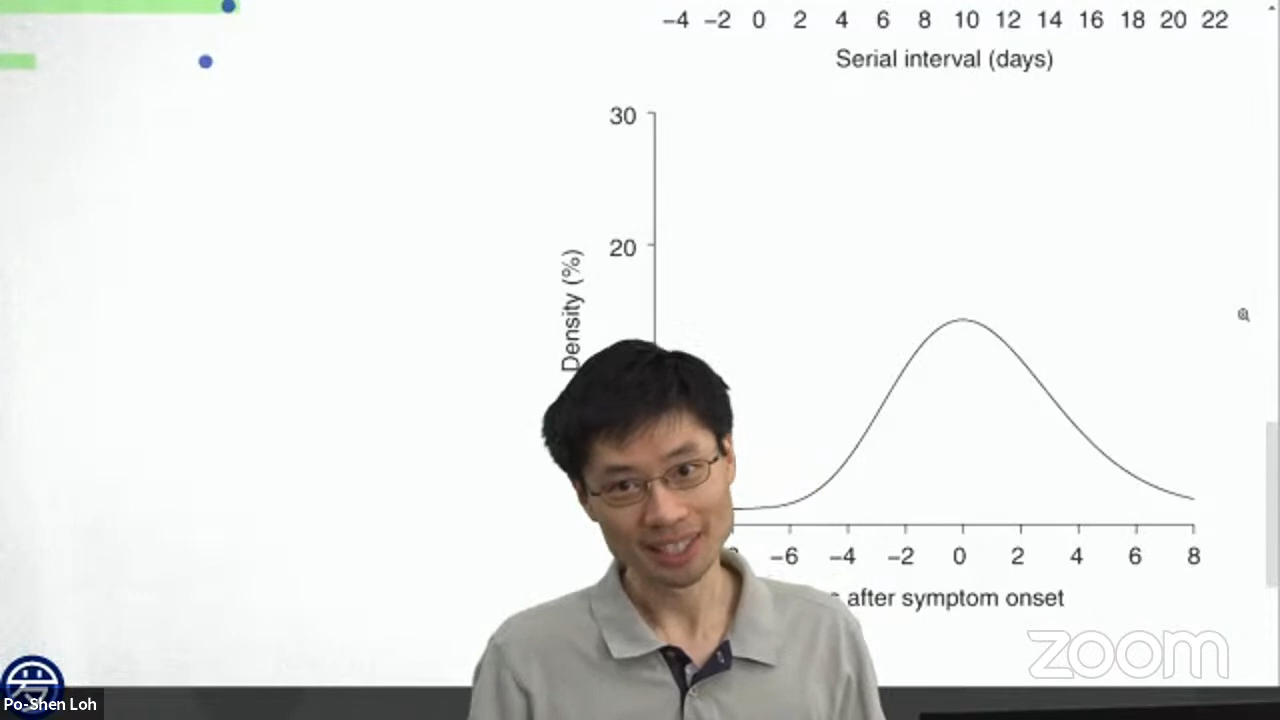 −4 −2 0 2 4 6 8 10 12 14 16 18 20 22
Serial interval (days)
30
20
Density (%)
−6 −4 −2 0 2 4 6 8
after symptom onset
zoom
Po-Shen Loh